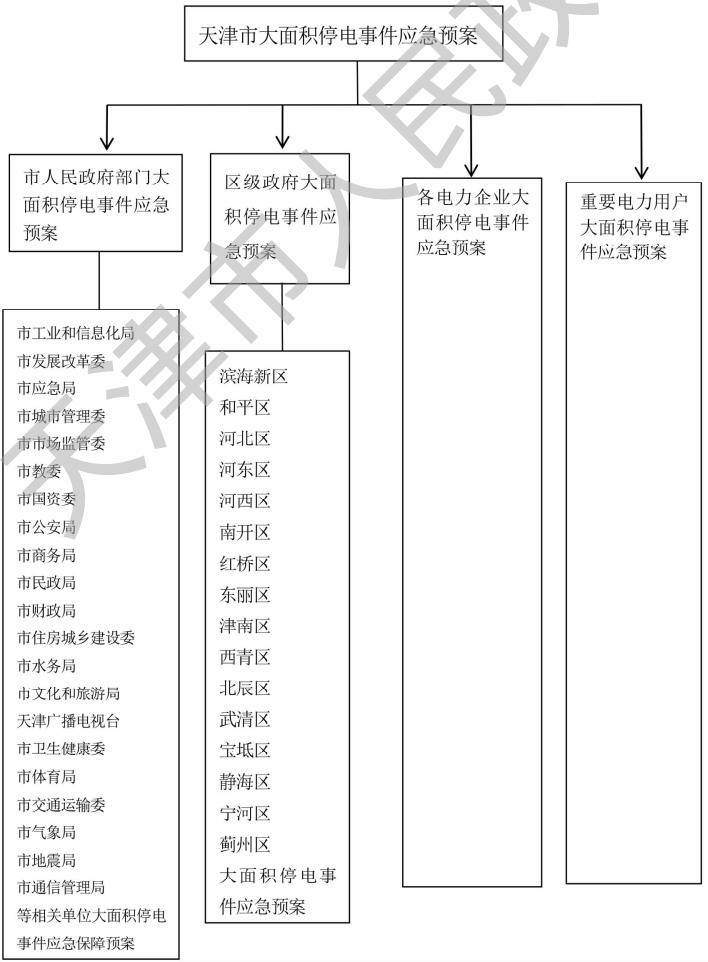 天津市大面积停电事件应急预案
市人民政府部门大
面积停电事件应急
预案
区级政府大面
积停电事件应
急预案
各电力企业大
面积停电事件
应急预案
重要电力用户
大面积停电事
件应急预案
市工业和信息化局
市发展改革委
市应急局
市城市管理委
市市场监管委
市教委
市国资委
市公安局
市商务局
市民政局
市财政局
市住房城乡建设委
市水务局
市文化和旅游局
天津广播电视台
市卫生健康委
市体育局
市交通运输委
市气象局
市地震局
市通信管理局
等相关单位大面积停电
事件应急保障预案
滨海新区
和平区
河北区
河东区
河西区
南开区
红桥区
东丽区
津南区
西青区
北辰区
武清区
宝坻区
静海区
宁河区
蓟州区
大面积停电事
件应急预案
天津市人民政